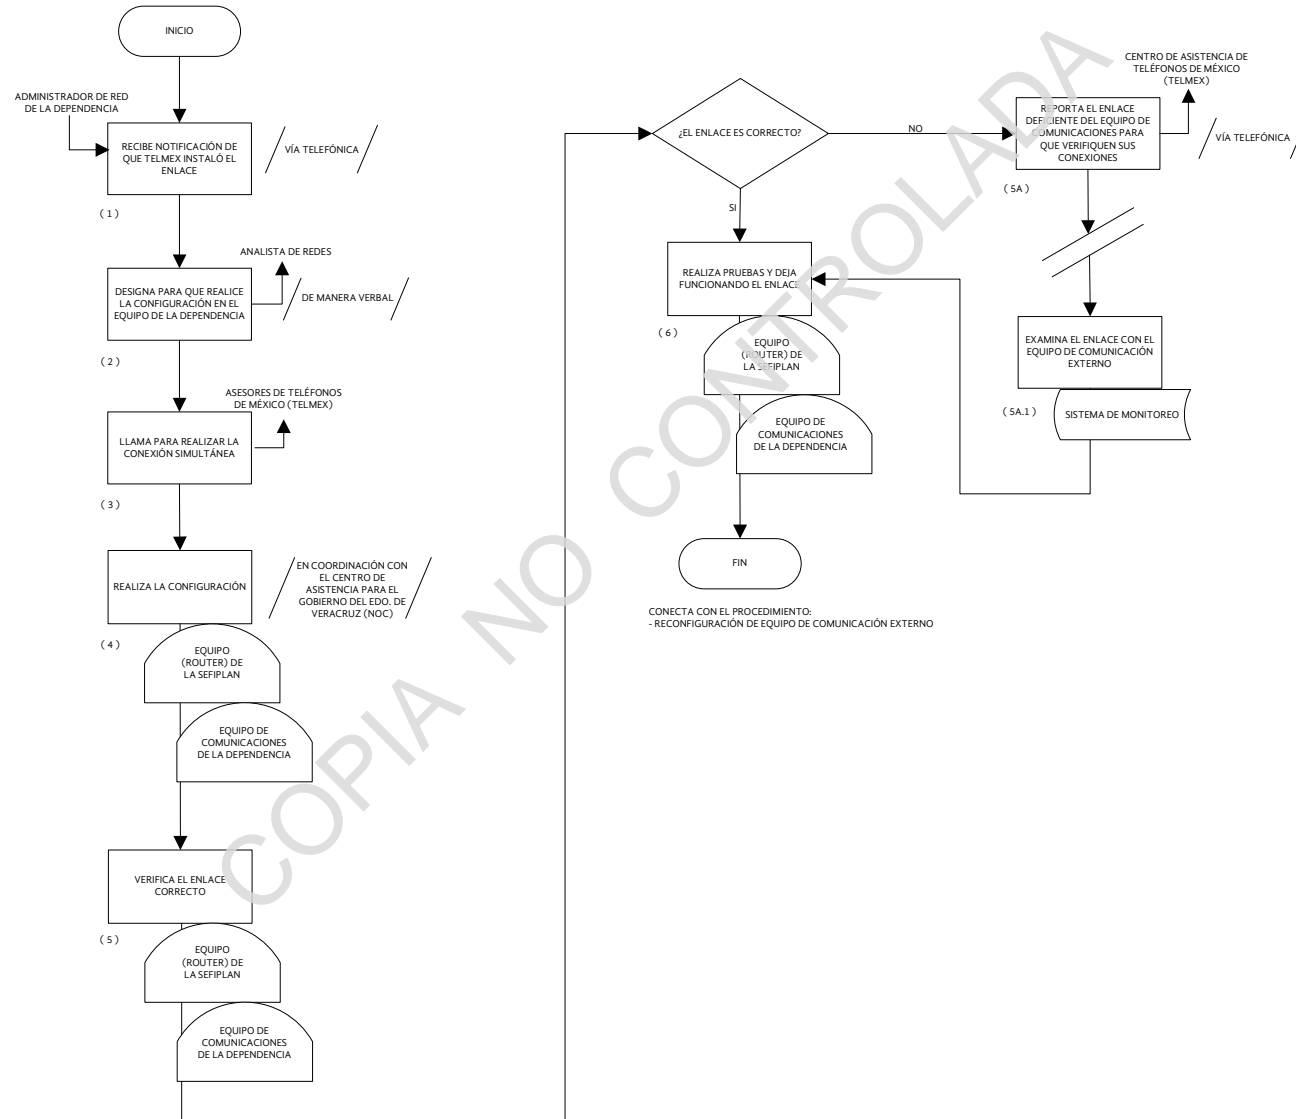 INICIO
ADMINISTRADOR DE RED
DE LA DEPENDENCIA
RECIBE NOTIFICACIÓN DE
QUE TELMEX INSTALÓ EL
ENLACE
VÍA TELEFÓNICA
( 1 )
ANALISTA DE REDES
DESIGNA PARA QUE REALICE
LA CONFIGURACIÓN EN EL
EQUIPO DE LA DEPENDENCIA
DE MANERA VERBAL
( 2 )
ASESORES DE TELÉFONOS
DE MÉXICO (TELMEX)
LLAMA PARA REALIZAR LA
CONEXIÓN SIMULTÁNEA
( 3 )
REALIZA LA CONFIGURACIÓN
EN COORDINACIÓN CON
EL CENTRO DE
ASISTENCIA PARA EL
GOBIERNO DEL EDO. DE
VERACRUZ (NOC)
( 4 )
EQUIPO
(ROUTER) DE
LA SEFIPLAN
EQUIPO DE
COMUNICACIONES
DE LA DEPENDENCIA
VERIFICA EL ENLACE
CORRECTO
( 5 )
EQUIPO
(ROUTER) DE
LA SEFIPLAN
EQUIPO DE
COMUNICACIONES
DE LA DEPENDENCIA
¿EL ENLACE ES CORRECTO?
NO
SI
CENTRO DE ASISTENCIA DE
TELÉFONOS DE MÉXICO
(TELMEX)
REPORTA EL ENLACE
DEFICIENTE DEL EQUIPO DE
COMUNICACIONES PARA
QUE VERIFIQUEN SUS
CONEXIONES
VÍA TELEFÓNICA
( 5A )
REALIZA PRUEBAS Y DEJA
FUNCIONANDO EL ENLACE
( 6 )
EQUIPO
(ROUTER) DE
LA SEFIPLAN
EQUIPO DE
COMUNICACIONES
DE LA DEPENDENCIA
EXAMINA EL ENLACE CON EL
EQUIPO DE COMUNICACIÓN
EXTERNO
( 5A.1 )
SISTEMA DE MONITOREO
FIN
CONECTA CON EL PROCEDIMIENTO:
- RECONFIGURACIÓN DE EQUIPO DE COMUNICACIÓN EXTERNO
COPIA NO CONTROLADA